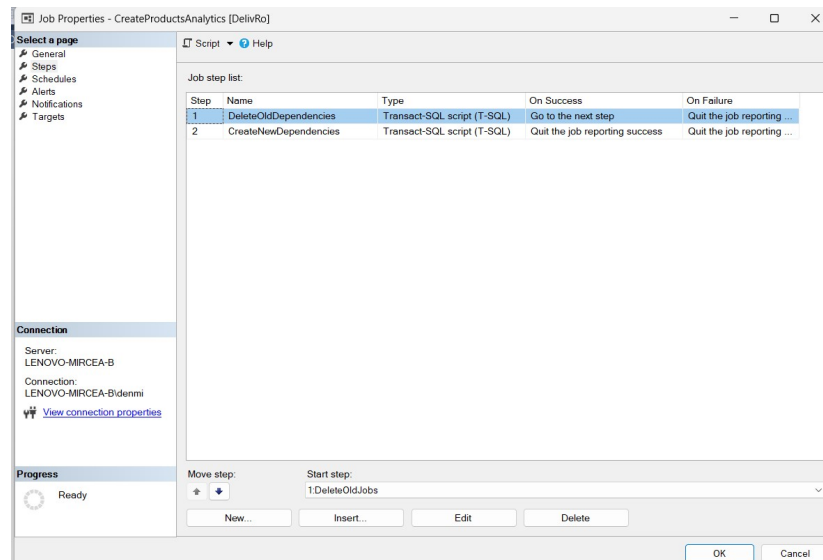 Job Properties - CreateProductsAnalytics [DelivRo]
Select a page
General
Steps
Schedules
Alerts
Notifications
Targets
Script Help
Job step list:
Step Name Type On Success On Failure
1 DeleteOldDependencies Transact-SQL script (T-SQL) Go to the next step Quit the job reporting ...
2 CreateNewDependencies Transact-SQL script (T-SQL) Quit the job reporting success Quit the job reporting ...
Connection
Server:
LENOVO-MIRCEA-B
Connection:
LENOVO-MIRCEA-B\denmi
View connection properties
Progress
Ready
Move step: Start step:
1:DeleteOldJobs
New... Insert... Edit Delete
OK Cancel